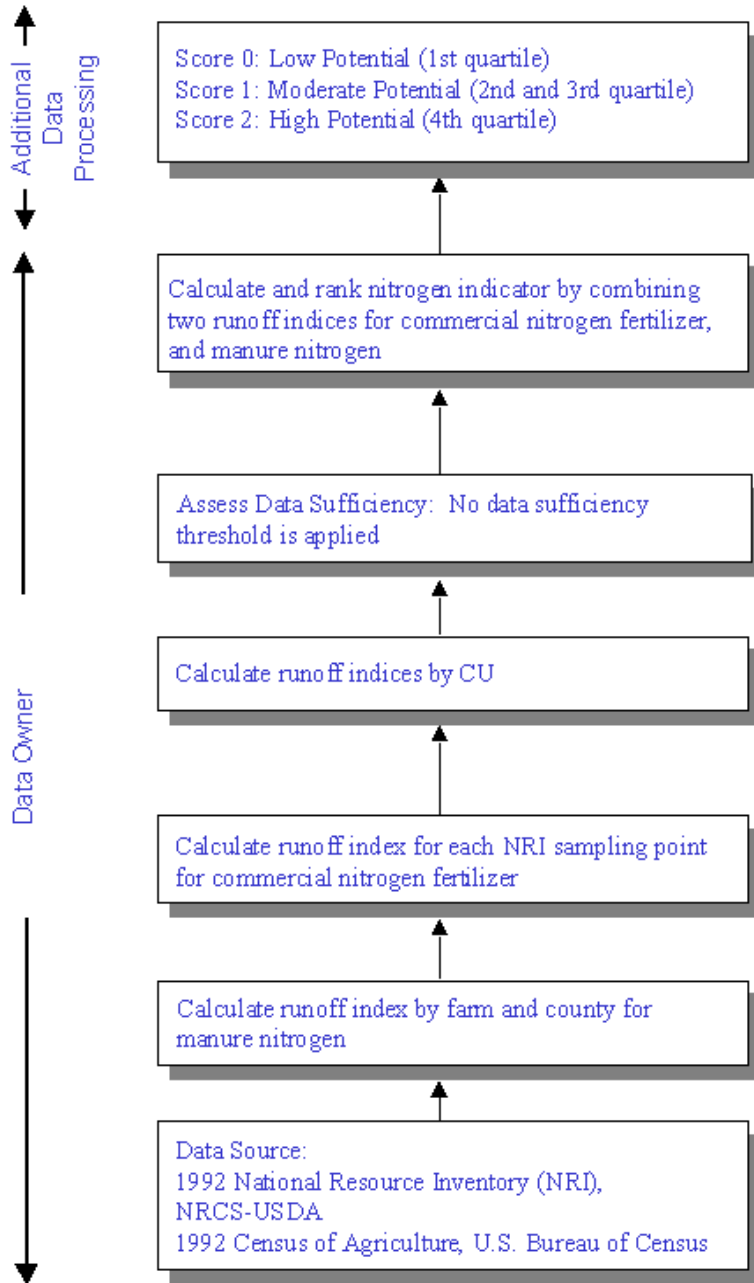 Additional
Data
Processing
Score 0: Low Potential (1st quartile)
Score 1: Moderate Potential (2nd and 3rd quartile)
Score 2: High Potential (4th quartile)
Calculate and rank nitrogen indicator by combining
two runoff indices for commercial nitrogen fertilizer,
and manure nitrogen
Assess Data Sufficiency: No data sufficiency
threshold is applied
Data Owner
Calculate runoff indices by CU
Calculate runoff index for each NRI sampling point
for commercial nitrogen fertilizer
Calculate runoff index by farm and county for
manure nitrogen
Data Source:
1992 National Resource Inventory (NRI),
NRCS-USDA
1992 Census of Agriculture, U.S. Bureau of Census